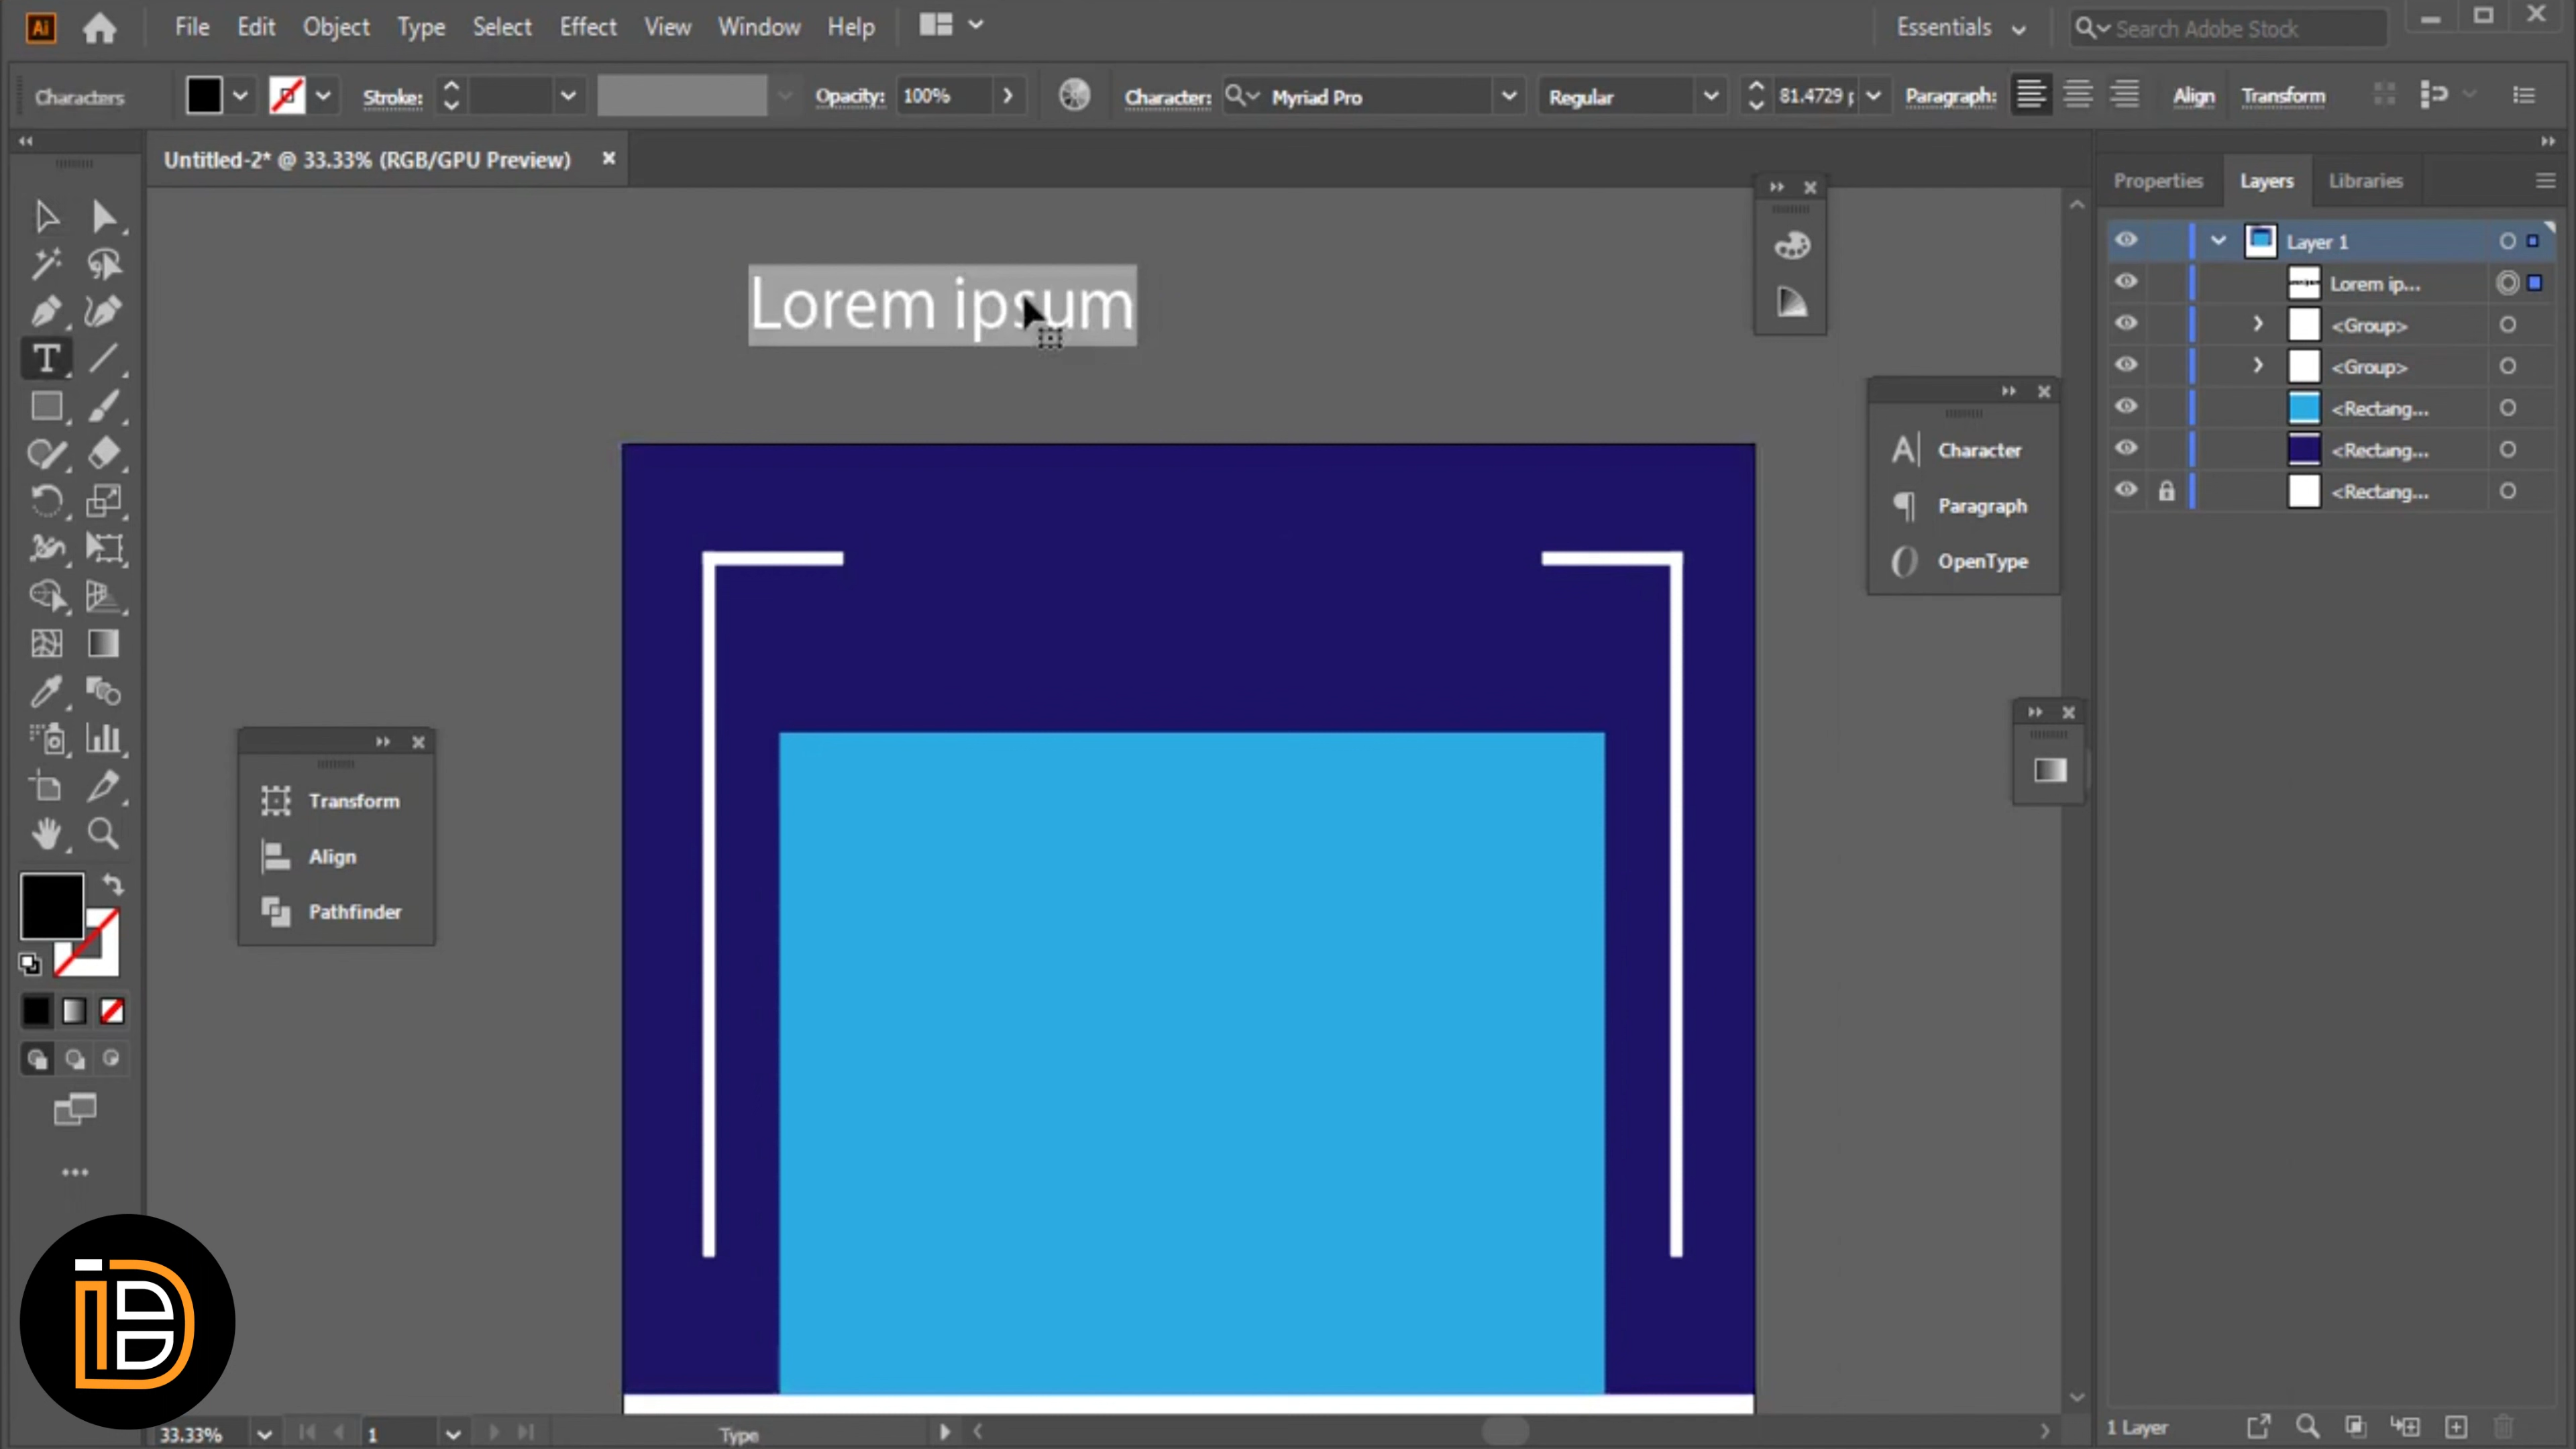 Ai
File Edit Object Type Select Effect View Window Help
Essentials
Search Adobe Stock
Characters
Stroke:
Opacity: 100%
Character: Myriad Pro
Regular
81.4729 p
Paragraph:
Align
Transform
Untitled-2* @ 33.33% (RGB/GPU Preview)
Properties Layers Libraries
Layer 1
Lorem ip...
<Group>
<Group>
<Rectang...
<Rectang...
<Rectang...
Lorem ipsum
Character
Paragraph
OpenType
Transform
Align
Pathfinder
33.33%
1
Type
1 Layer